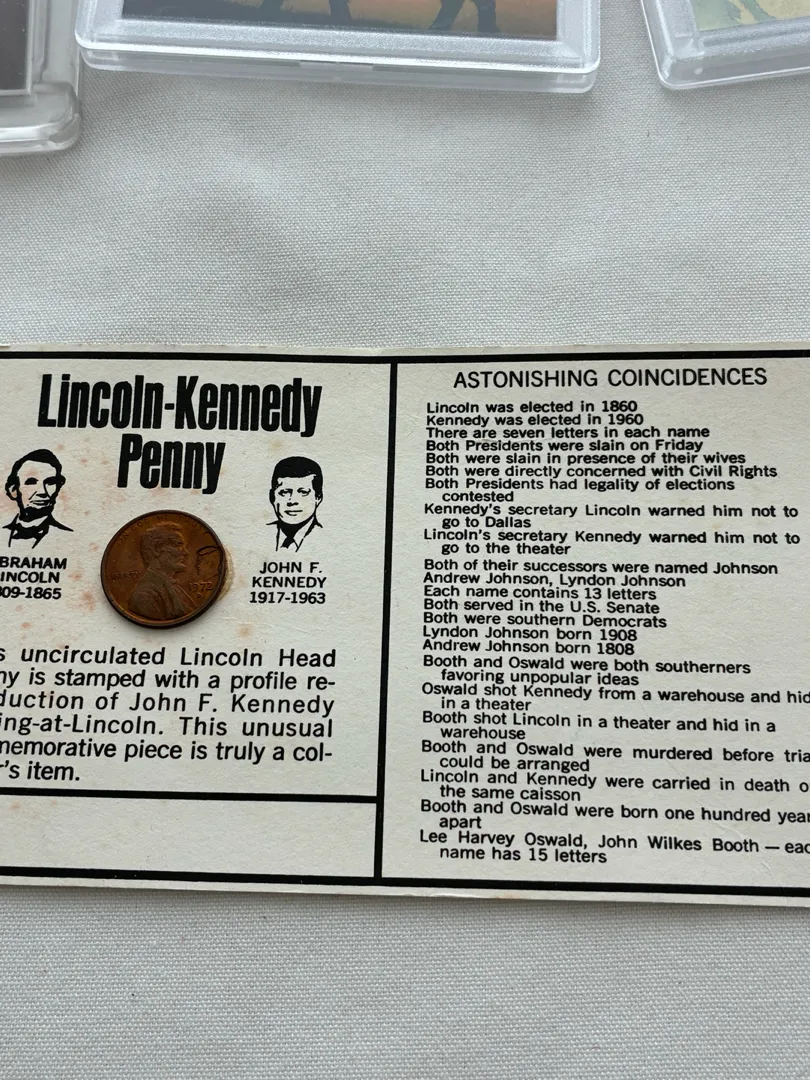 Lincoln-Kennedy
Penny
BRAHAM
INCOLN
09-1865
JOHN F.
KENNEDY
1917-1963
s uncirculated Lincoln Head
ny is stamped with a profile re-
duction of John F. Kennedy
ing-at-Lincoln. This unusual
memorative piece is truly a col-
r's item.
ASTONISHING COINCIDENCES
Lincoln was elected in 1860
Kennedy was elected in 1960
There are seven letters in each name
Both Presidents were slain on Friday
Both were slain in presence of their wives
Both were directly concerned with Civil Rights
Both Presidents had legality of elections
contested
Kennedy's secretary Lincoln warned him not to
go to Dallas
Lincoln's secretary Kennedy warned him not to
go to the theater
Both of their successors were named Johnson
Andrew Johnson, Lyndon Johnson
Each name contains 13 letters
Both served in the U.S. Senate
Both were southern Democrats
Lyndon Johnson born 1908
Andrew Johnson born 1808
Booth and Oswald were both southerners
favoring unpopular ideas
Oswald shot Kennedy from a warehouse and hid
in a theater
Booth shot Lincoln in a theater and hid in a
warehouse
Booth and Oswald were murdered before tria
could be arranged
Lincoln and Kennedy were carried in death o
the same caisson
Booth and Oswald were born one hundred year
apart
Lee Harvey Oswald, John Wilkes Booth — eac
name has 15 letters